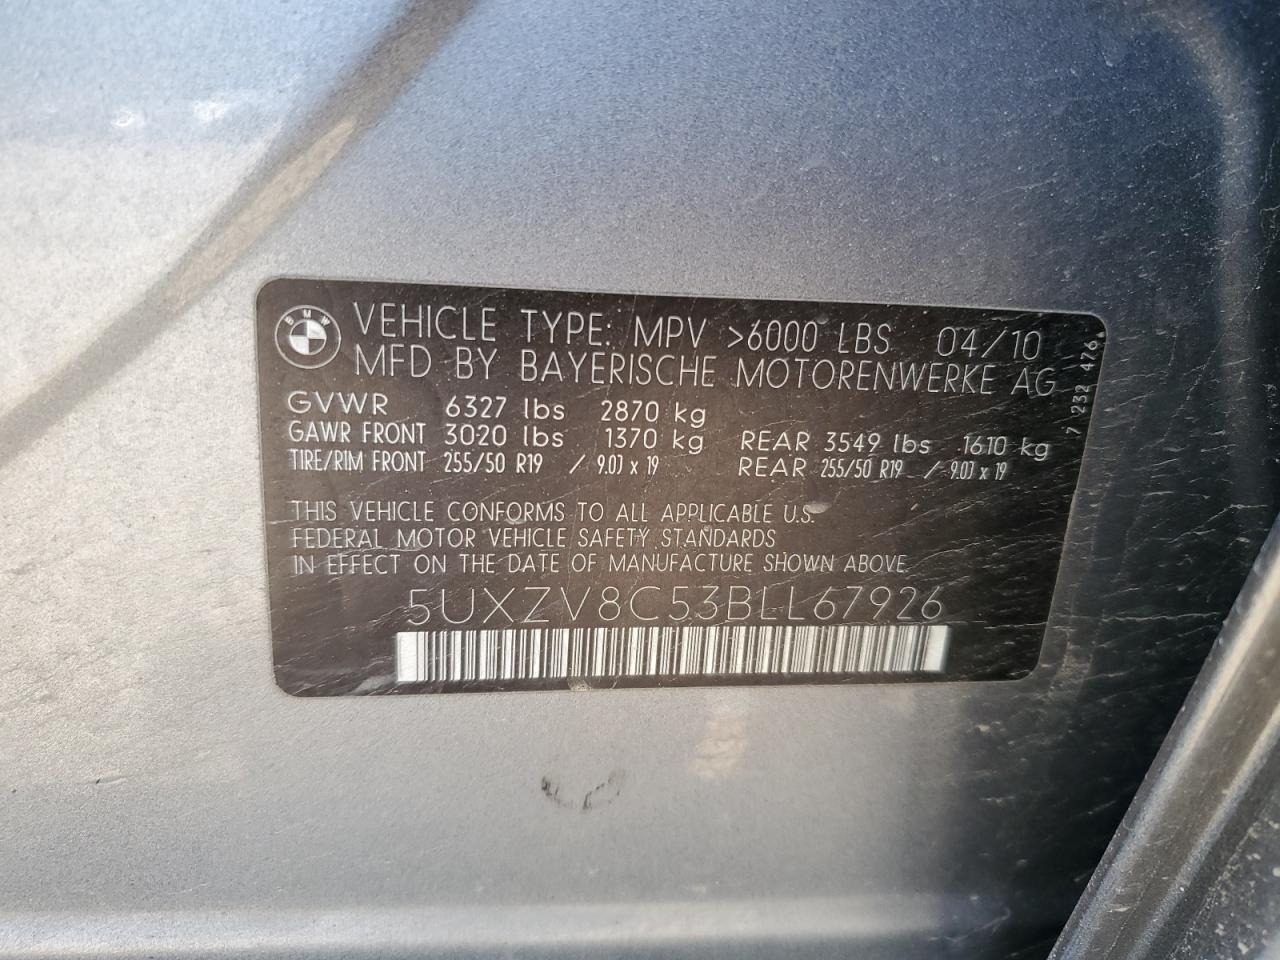 BMW
VEHICLE TYPE: MPV >6000 LBS 04/10
MFD BY BAYERISCHE MOTORENWERKE AG
GVWR 6327 lbs 2870 kg
GAWR FRONT 3020 lbs 1370 kg REAR 3549 lbs 1610 kg
TIRE/RIM FRONT 255/50 R19 / 9.0J x 19 REAR 255/50 R19 / 9.0J x 19
7 232 476
THIS VEHICLE CONFORMS TO ALL APPLICABLE U.S.
FEDERAL MOTOR VEHICLE SAFETY STANDARDS
IN EFFECT ON THE DATE OF MANUFACTURE SHOWN ABOVE
5UXZV8C53BLL67926